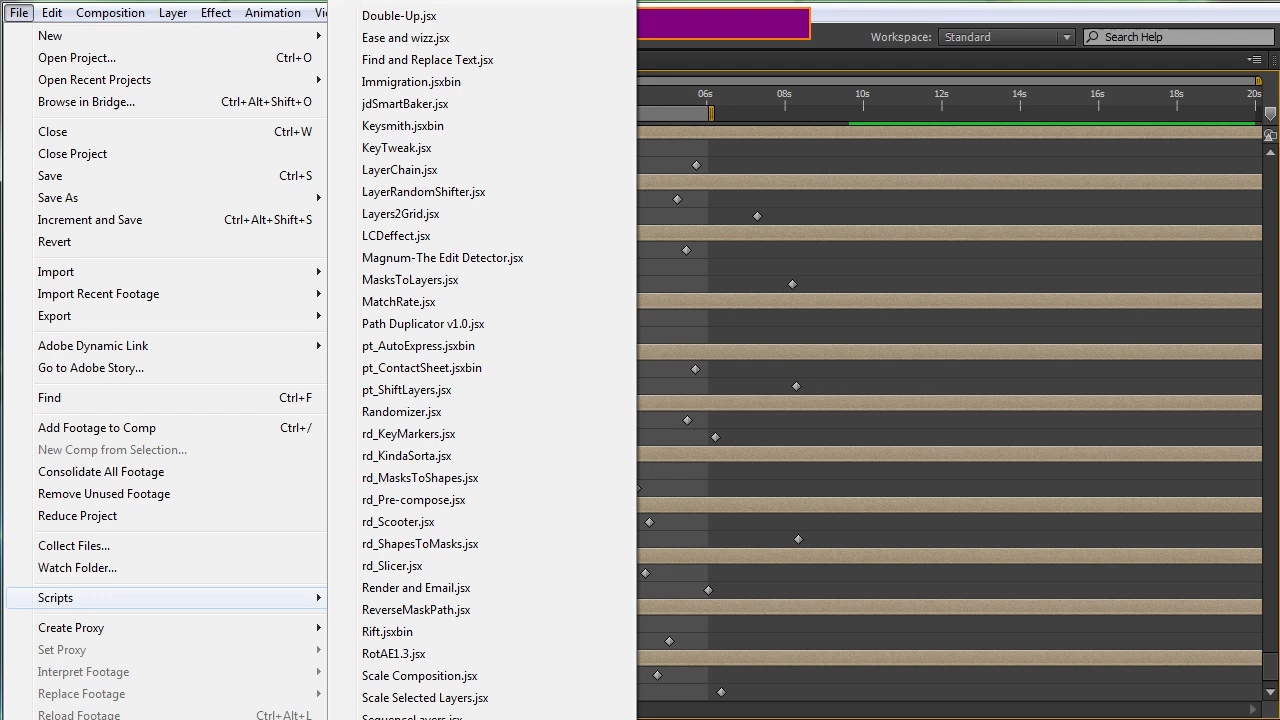 File Edit Composition Layer Effect Animation
New
Open Project... Ctrl+O
Open Recent Projects
Browse in Bridge... Ctrl+Alt+Shift+O
Close Ctrl+W
Close Project
Save Ctrl+S
Save As
Increment and Save Ctrl+Alt+Shift+S
Revert
Import
Import Recent Footage
Export
Adobe Dynamic Link
Go to Adobe Story...
Find Ctrl+F
Add Footage to Comp Ctrl+/
New Comp from Selection...
Consolidate All Footage
Remove Unused Footage
Reduce Project
Collect Files...
Watch Folder...
Scripts
Create Proxy
Set Proxy
Interpret Footage
Replace Footage
Reload Footage Ctrl+Alt+L
Double-Up.jsx
Ease and wizz.jsx
Find and Replace Text.jsx
Immigration.jsxbin
jdSmartBaker.jsx
Keysmith.jsxbin
KeyTweak.jsx
LayerChain.jsx
LayerRandomShifter.jsx
Layers2Grid.jsx
LCDeffect.jsx
Magnum-The Edit Detector.jsx
MasksToLayers.jsx
MatchRate.jsx
Path Duplicator v1.0.jsx
pt_AutoExpress.jsxbin
pt_ContactSheet.jsxbin
pt_ShiftLayers.jsx
Randomizer.jsx
rd_KeyMarkers.jsx
rd_KindaSorta.jsx
rd_MasksToShapes.jsx
rd_Pre-compose.jsx
rd_Scooter.jsx
rd_ShapesToMasks.jsx
rd_Slicer.jsx
Render and Email.jsx
ReverseMaskPath.jsx
Rift.jsxbin
RotAE1.3.jsx
Scale Composition.jsx
Scale Selected Layers.jsx
SequenceLayers.jsx
Workspace: Standard Search Help
06s 08s 10s 12s 14s 16s 18s 20s